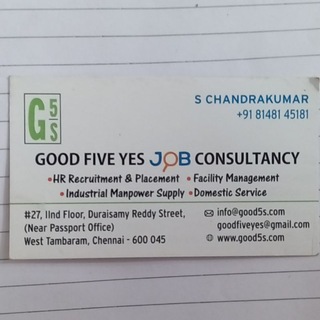 G 5 S
S CHANDRAKUMAR
+91 81481 45181
GOOD FIVE YES JOB CONSULTANCY
•HR Recruitment & Placement •Facility Management
•Industrial Manpower Supply •Domestic Service
#27, IInd Floor, Duraisamy Reddy Street,
(Near Passport Office)
West Tambaram, Chennai - 600 045
info@good5s.com
goodfiveyes@gmail.com
www.good5s.com